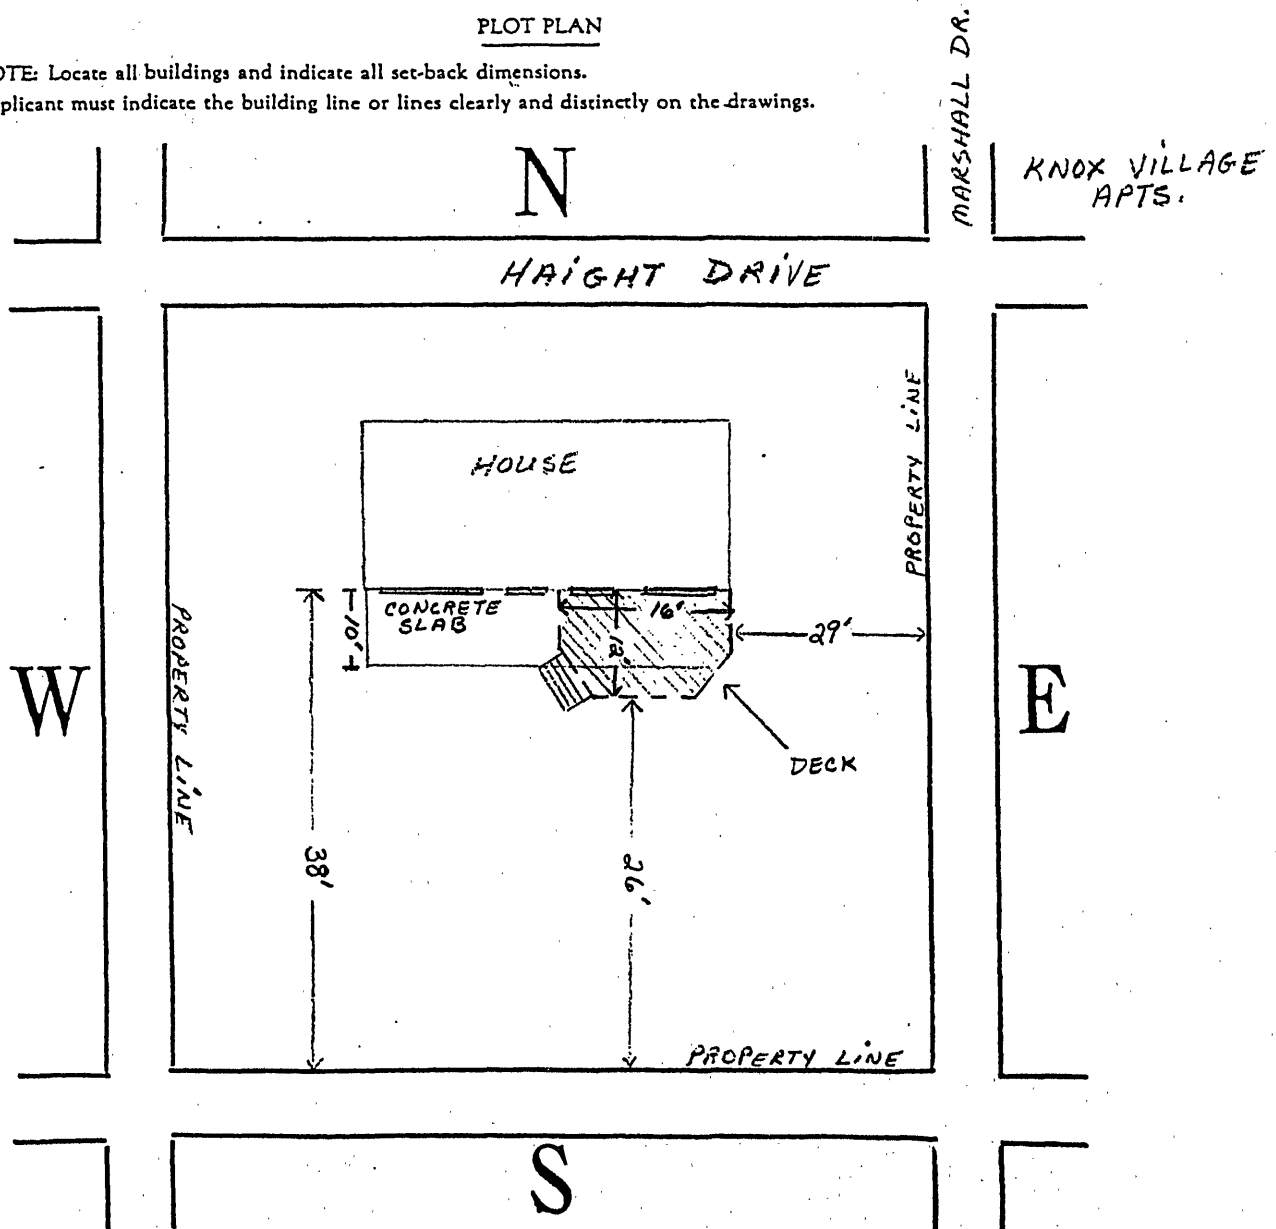 PLOT PLAN
OTE: Locate all buildings and indicate all set-back dimensions.
plicant must indicate the building line or lines clearly and distinctly on the drawings.
MARSHALL DR.
N
KNOX VILLAGE
APTS.
HAIGHT DRIVE
PROPERTY LINE
HOUSE
CONCRETE
SLAB
10'
16'
12'
29'
PROPERTY LINE
W
E
DECK
38'
26'
PROPERTY LINE
S